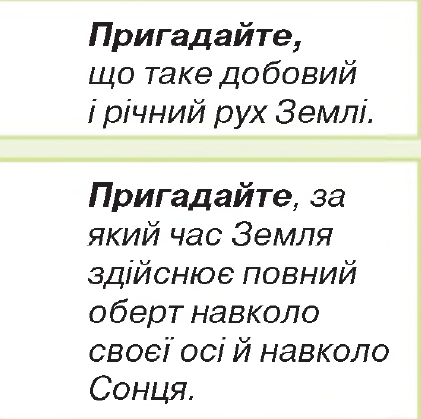 Пригадайте,
що таке добовий
і річний рух Землі.
Пригадайте, за
який час Земля
здійснює повний
оберт навколо
своєї осі й навколо
Сонця.